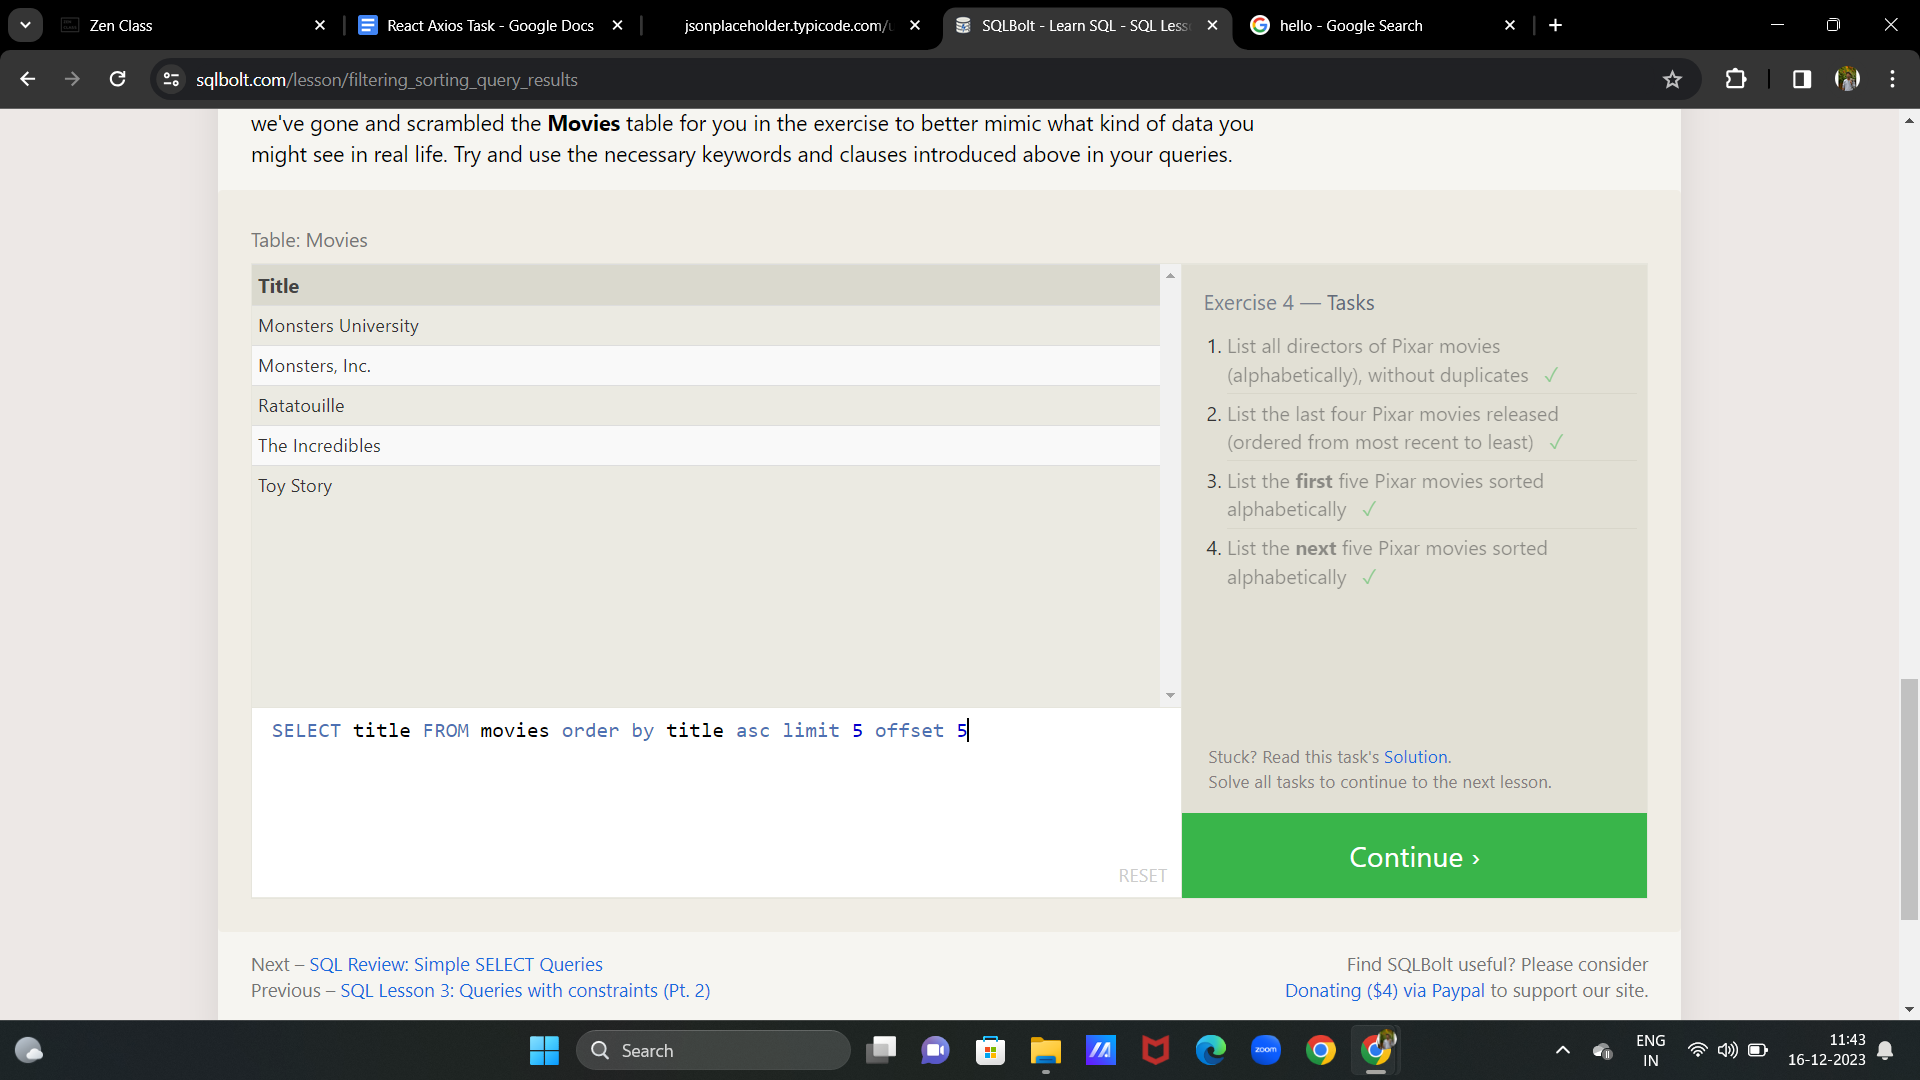 Zen Class
React Axios Task - Google Docs
jsonplaceholder.typicode.com/u
SQLBolt - Learn SQL - SQL Less
hello - Google Search
sqlbolt.com/lesson/filtering_sorting_query_results
we've gone and scrambled the Movies table for you in the exercise to better mimic what kind of data you
might see in real life. Try and use the necessary keywords and clauses introduced above in your queries.
Table: Movies
Title
Monsters University
Monsters, Inc.
Ratatouille
The Incredibles
Toy Story
SELECT title FROM movies order by title asc limit 5 offset 5
RESET
Exercise 4 — Tasks
1. List all directors of Pixar movies
(alphabetically), without duplicates ✓
2. List the last four Pixar movies released
(ordered from most recent to least) ✓
3. List the first five Pixar movies sorted
alphabetically ✓
4. List the next five Pixar movies sorted
alphabetically ✓
Stuck? Read this task's Solution.
Solve all tasks to continue to the next lesson.
Continue ›
Next – SQL Review: Simple SELECT Queries
Previous – SQL Lesson 3: Queries with constraints (Pt. 2)
Find SQLBolt useful? Please consider
Donating ($4) via Paypal to support our site.
Search
zoom
ENG
IN
11:43
16-12-2023